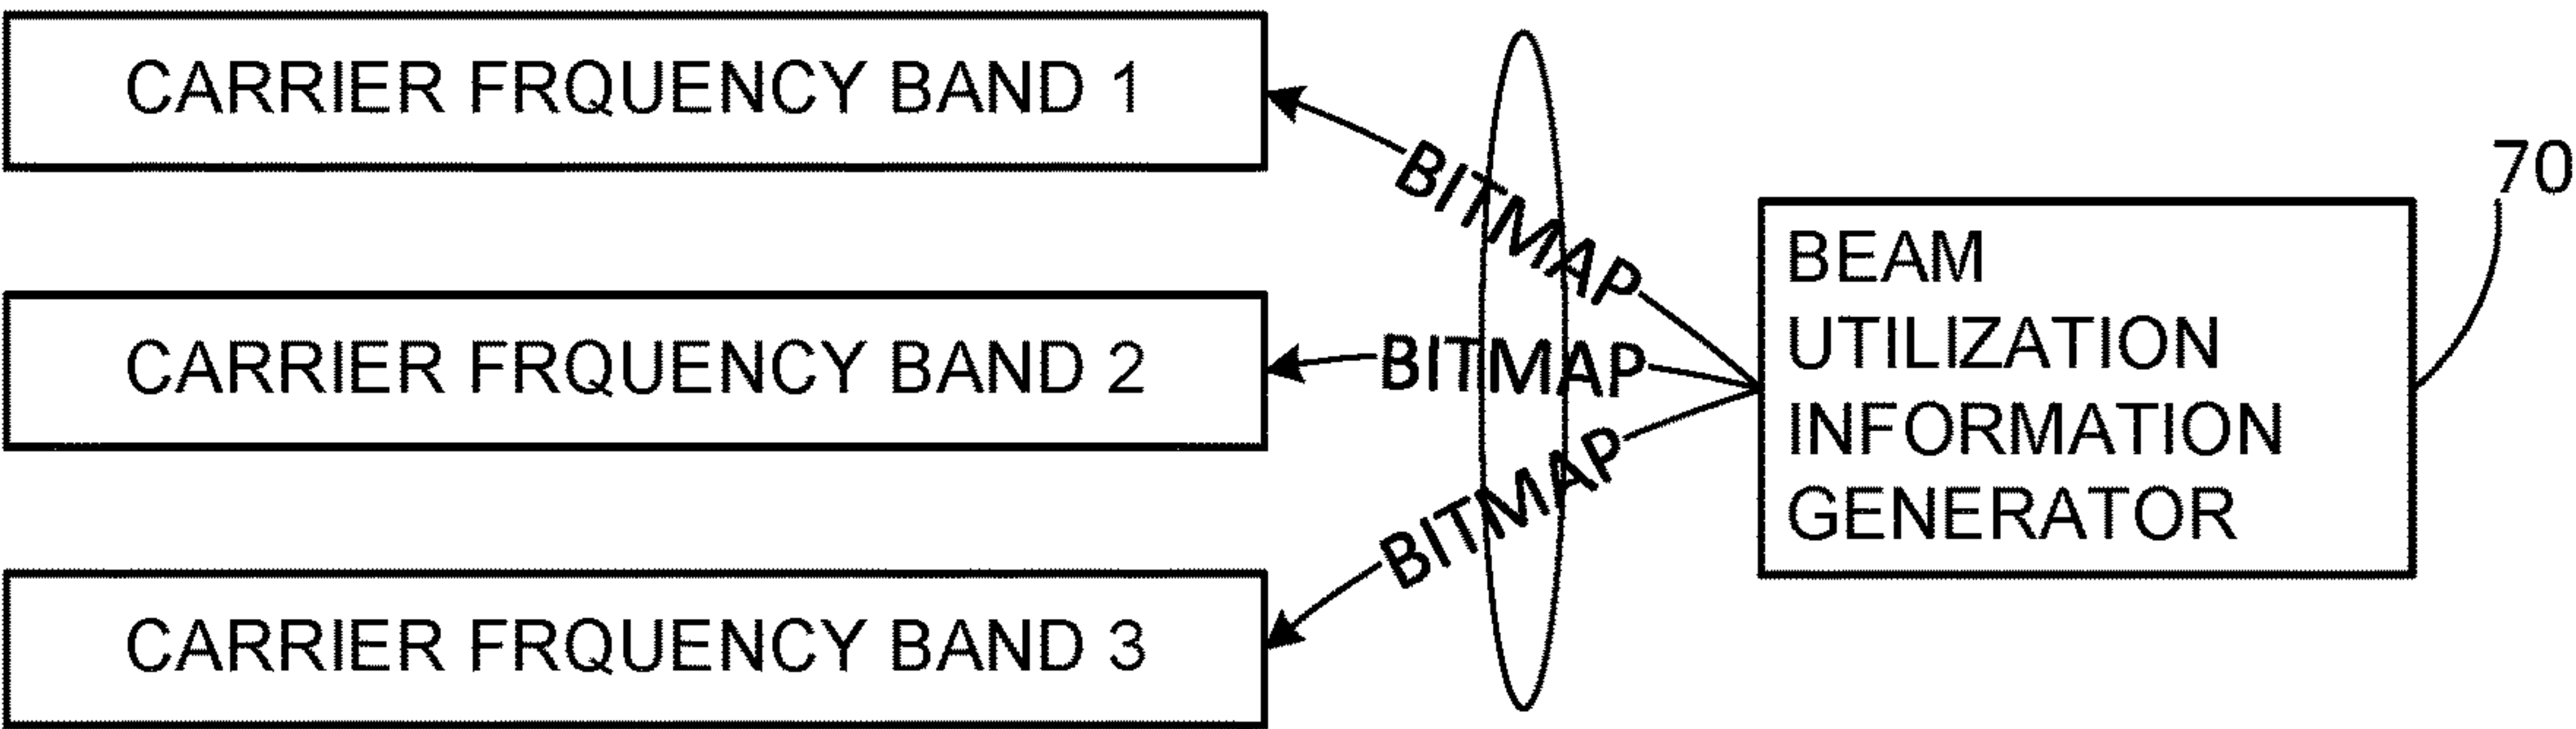 CARRIER FRQUENCY BAND 1
CARRIER FRQUENCY BAND 2
CARRIER FRQUENCY BAND 3
BITMAP
BITMAP
BITMAP
70
BEAM
UTILIZATION
INFORMATION
GENERATOR